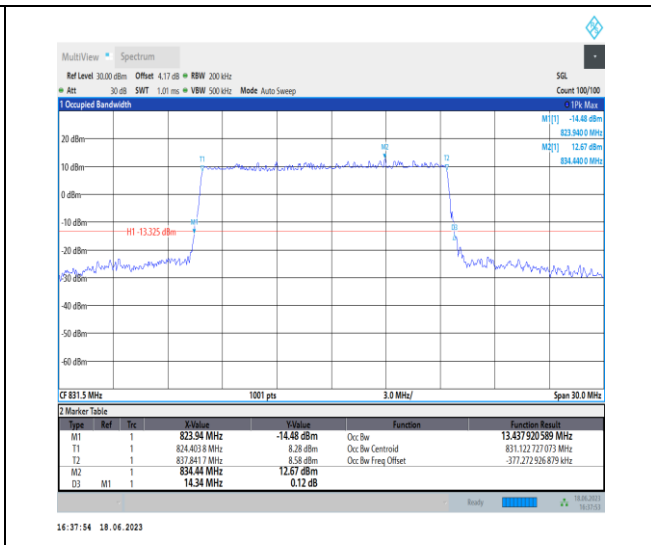 MultiView Spectrum
Ref Level 30.00 dBm Offset 4.17 dB RBW 200 kHz SGL
Att 30 dB SWT 1.01 ms VBW 500 kHz Mode Auto Sweep Count 100/100
1 Occupied Bandwidth 1Pk Max
M1[1] -14.48 dBm
823.940 0 MHz
M2[1] 12.67 dBm
834.440 0 MHz
20 dBm
M2
T1 T2
10 dBm
0 dBm
-10 dBm
M1
D3
H1 -13.325 dBm
-20 dBm
-30 dBm
-40 dBm
-50 dBm
-60 dBm
CF 831.5 MHz 1001 pts 3.0 MHz/ Span 30.0 MHz
2 Marker Table
Type Ref Trc X-Value Y-Value Function Function Result
M1 1 823.94 MHz -14.48 dBm Occ Bw 13.437 920 589 MHz
T1 1 824.403 8 MHz 8.28 dBm Occ Bw Centroid 831.122 727 073 MHz
T2 1 837.841 7 MHz 8.58 dBm Occ Bw Freq Offset -377.272 926 879 kHz
M2 1 834.44 MHz 12.67 dBm
D3 M1 1 14.34 MHz 0.12 dB
Ready 18.06.2023
16:37:53
16:37:54 18.06.2023